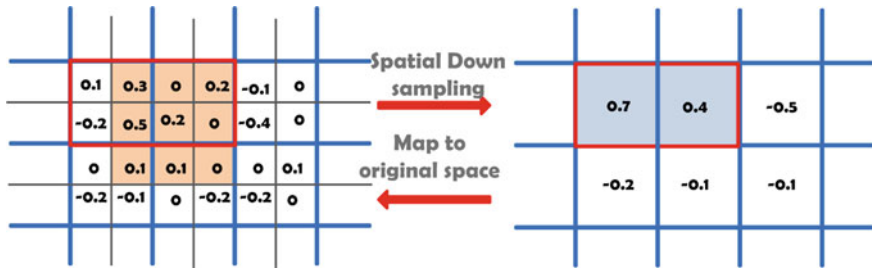 0.1 0.3 0 0.2 -0.1 0
-0.2 0.5 0.2 0 -0.4 0
0 0.1 0.1 0 0 0.1
-0.2 -0.1 0 -0.2 -0.2 0
Spatial Down
sampling
Map to
original space
0.7 0.4 -0.5
-0.2 -0.1 -0.1